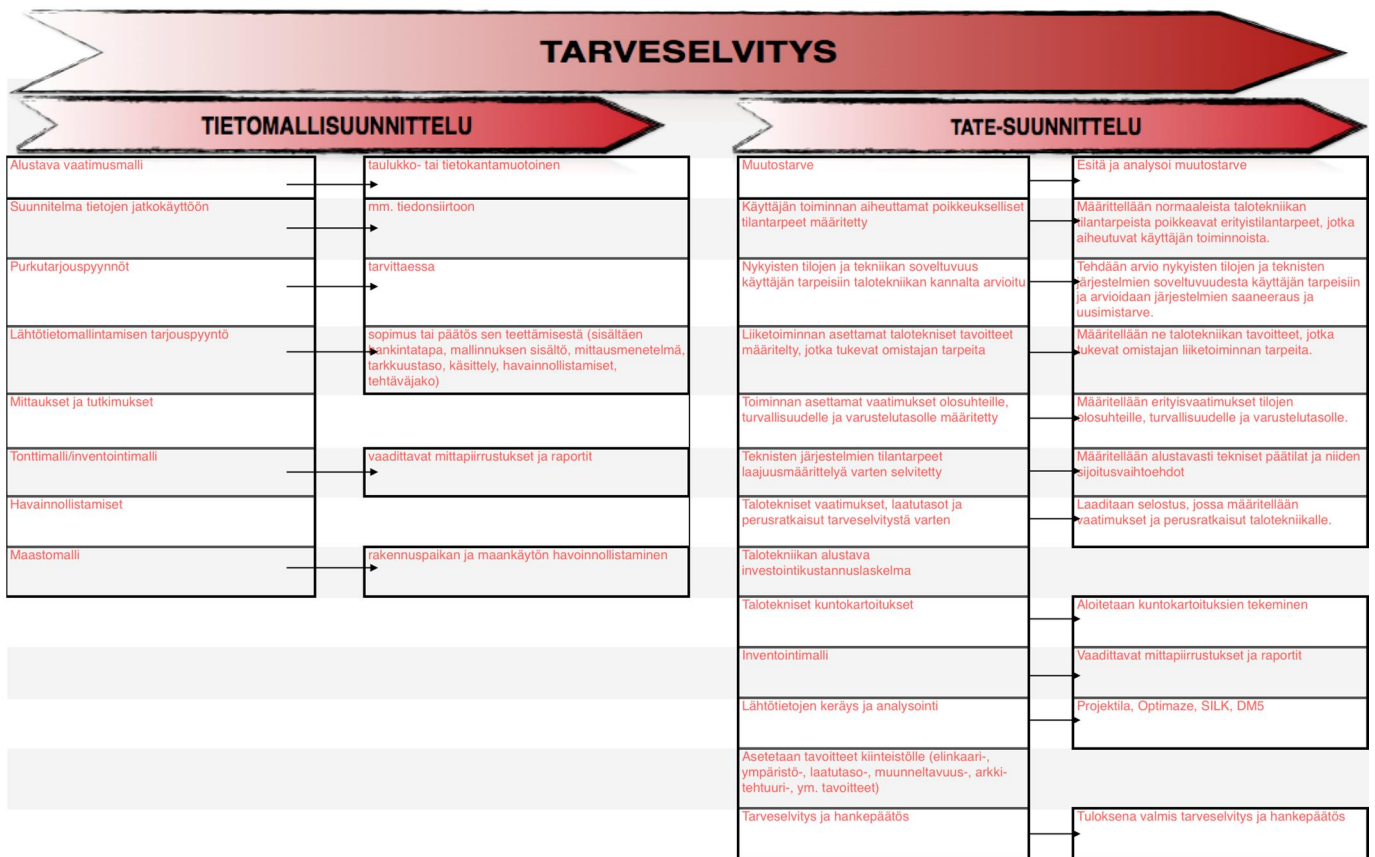 TARVESELVITYS
TIETOMALLISUUNNITTELU
Alustava vaatimusmalli
taulukko- tai tietokantamuotoinen
Suunnitelma tietojen jatkokäyttöön
mm. tiedonsiirtoon
Purkutarjouspyynnöt
tarvittaessa
Lähtötietomallintamisen tarjouspyyntö
sopimus tai päätös sen teettämisestä (sisältäen
hankintatapa, mallinnuksen sisältö, mittausmenetelmä,
tarkkuustaso, käsittely, havainnollistamiset,
tehtäväjako)
Mittaukset ja tutkimukset
Tonttimalli/inventointimalli
vaadittavat mittapiirrustukset ja raportit
Havainnollistamiset
Maastomalli
rakennuspaikan ja maankäytön havoinnollistaminen
TATE-SUUNNITTELU
Muutostarve
Esitä ja analysoi muutostarve
Käyttäjän toiminnan aiheuttamat poikkeukselliset
tilantarpeet määritetty
Määritellään normaaleista talotekniikan
tilantarpeista poikkeavat erityistilantarpeet, jotka
aiheutuvat käyttäjän toiminnoista.
Nykyisten tilojen ja tekniikan soveltuvuus
käyttäjän tarpeisiin talotekniikan kannalta arvioitu
Tehdään arvio nykyisten tilojen ja teknisten
järjestelmien soveltuvuudesta käyttäjän tarpeisiin
ja arvioidaan järjestelmien saaneeraus ja
uusimistarve.
Liiketoiminnan asettamat talotekniset tavoitteet
määritelty, jotka tukevat omistajan tarpeita
Määritellään ne talotekniikan tavoitteet, jotka
tukevat omistajan liiketoiminnan tarpeita.
Toiminnan asettamat vaatimukset olosuhteille,
turvallisuudelle ja varustelutasolle määritetty
Määritellään erityisvaatimukset tilojen
olosuhteille, turvallisuudelle ja varustelutasolle.
Teknisten järjestelmien tilantarpeet
laajuusmäärittelyä varten selvitetty
Määritellään alustavasti tekniset päätilat ja niiden
sijoitusvaihtoehdot
Talotekniset vaatimukset, laatutasot ja
perusratkaisut tarveselvitystä varten
Laaditaan selostus, jossa määritellään
vaatimukset ja perusratkaisut talotekniikalle.
Talotekniikan alustava
investointikustannuslaskelma
Talotekniset kuntokartoitukset
Aloitetaan kuntokartoituksien tekeminen
Inventointimalli
Vaadittavat mittapiirrustukset ja raportit
Lähtötietojen keräys ja analysointi
Projektila, Optimaze, SILK, DM5
Asetetaan tavoitteet kiinteistölle (elinkaari-,
ympäristö-, laatutaso-, muunneltavuus-, arkki-
tehtuuri-, ym. tavoitteet)
Tarveselvitys ja hankepäätös
Tuloksena valmis tarveselvitys ja hankepäätös